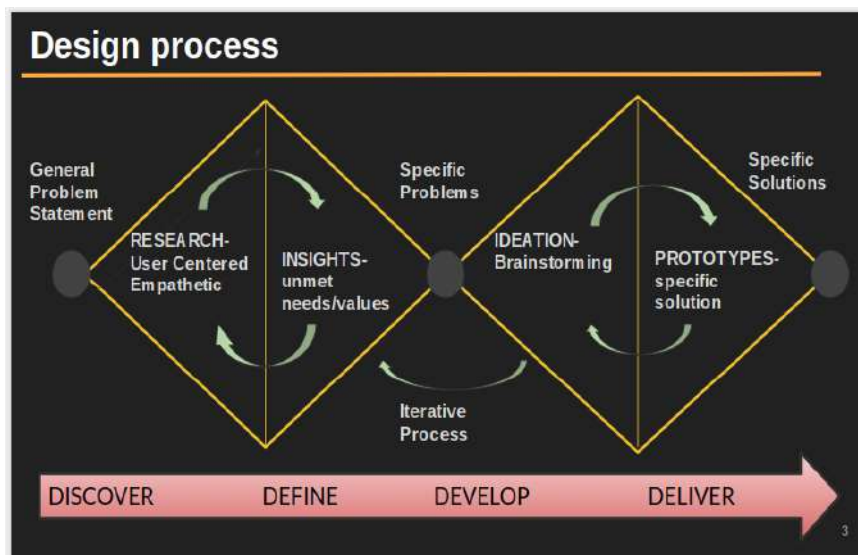 Design process
General
Problem
Statement
Specific
Problems
Specific
Solutions
RESEARCH-
User Centered
Empathetic
INSIGHTS-
unmet
needs/values
IDEATION-
Brainstorming
PROTOTYPES-
specific
solution
Iterative
Process
DISCOVER
DEFINE
DEVELOP
DELIVER
3